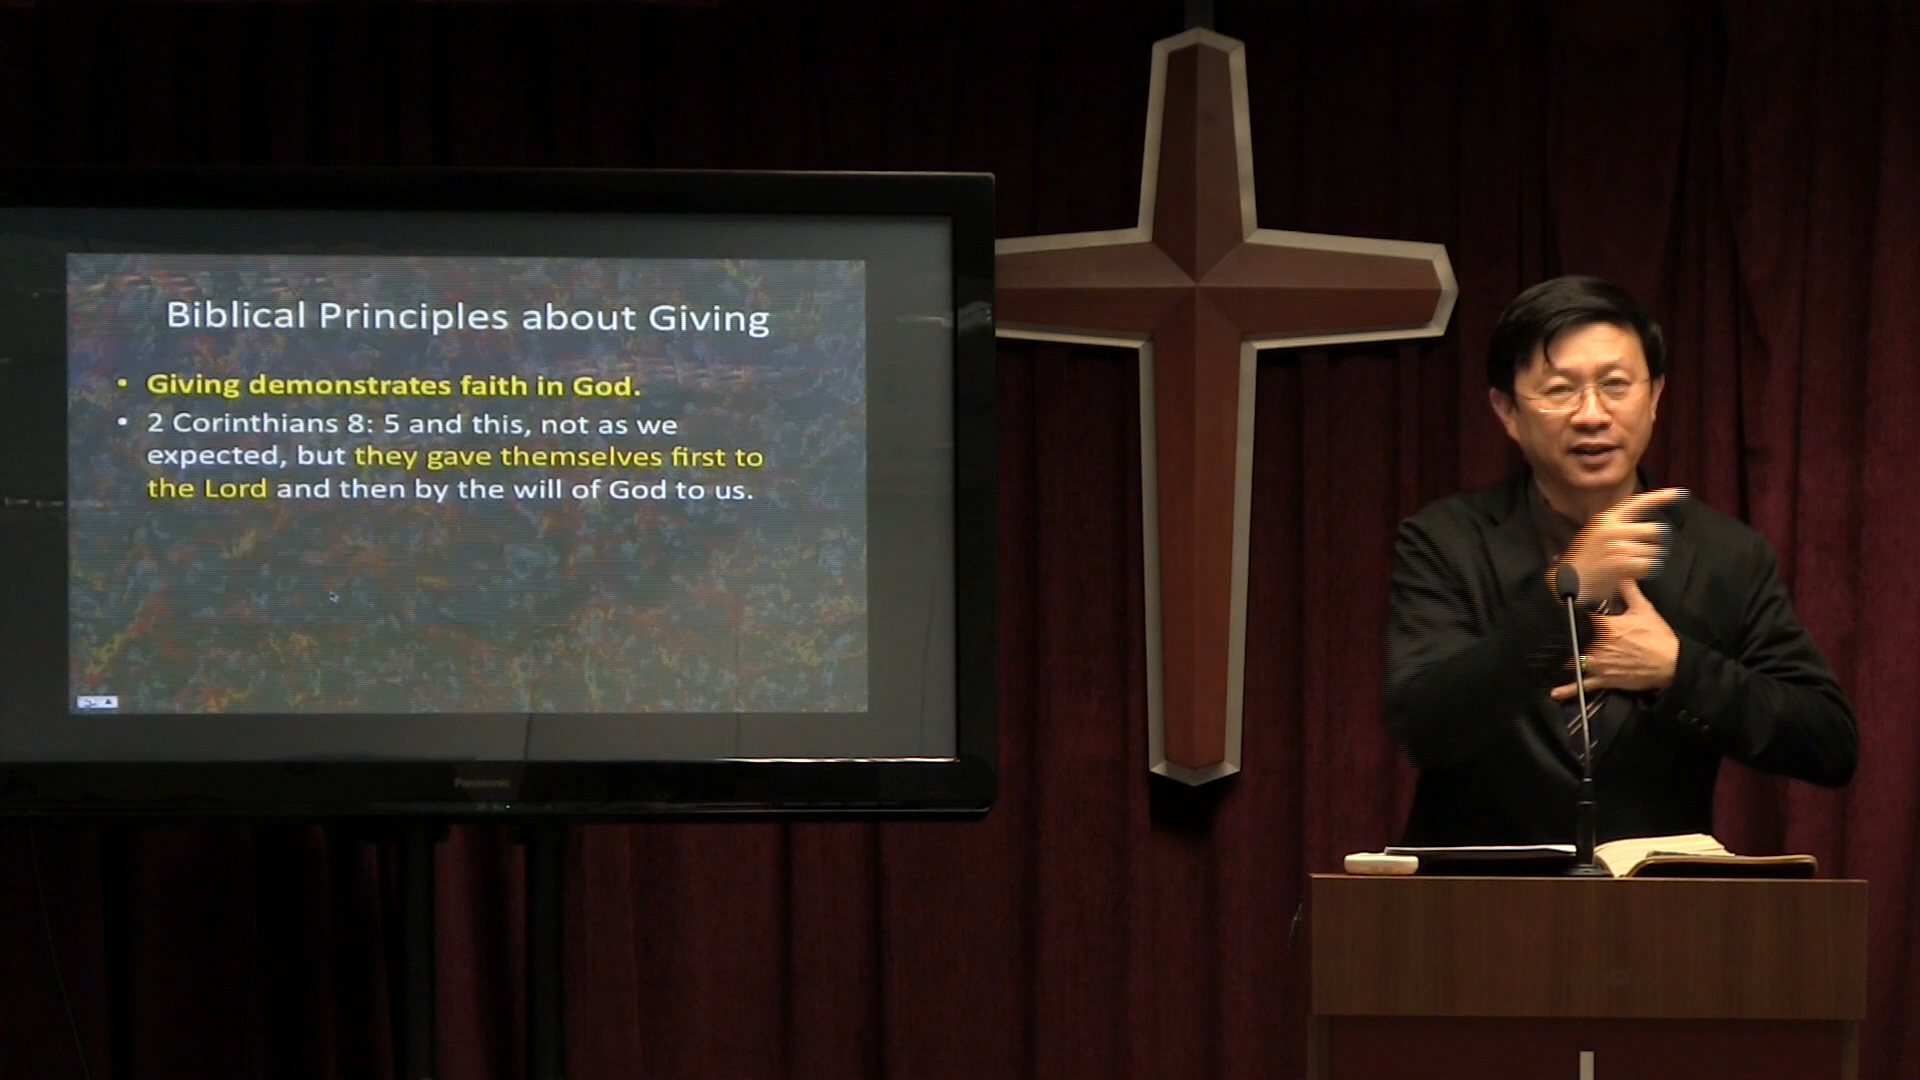 Biblical Principles about Giving
• Giving demonstrates faith in God.
• 2 Corinthians 8: 5 and this, not as we
expected, but they gave themselves first to
the Lord and then by the will of God to us.
Panasonic